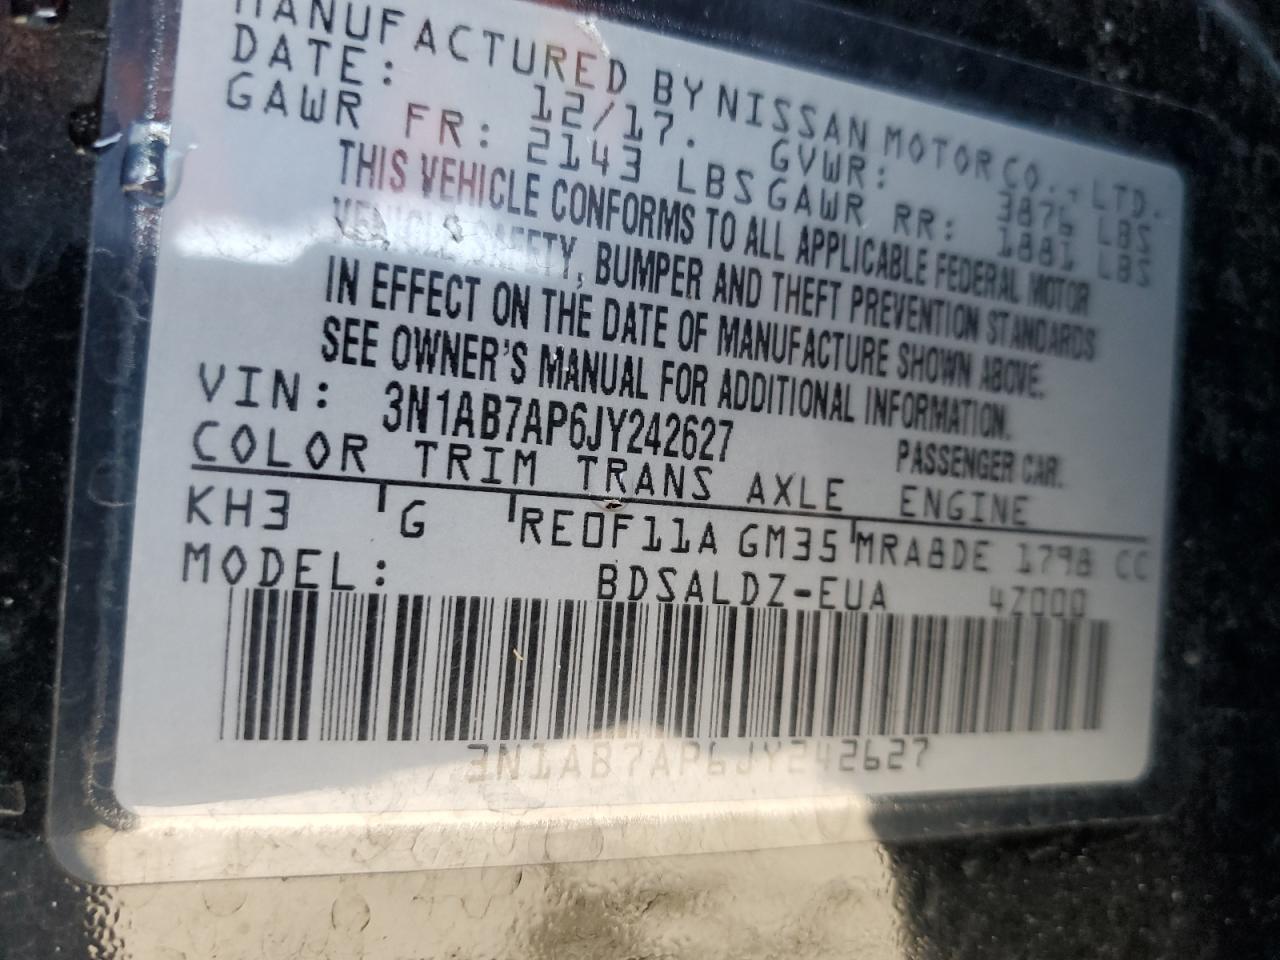 MANUFACTURED BY NISSAN MOTOR CO., LTD.
DATE: 12/17. GVWR: 3876 LBS
GAWR FR: 2143 LBS GAWR RR: 1881 LBS
THIS VEHICLE CONFORMS TO ALL APPLICABLE FEDERAL MOTOR
VEHICLE SAFETY, BUMPER AND THEFT PREVENTION STANDARDS
IN EFFECT ON THE DATE OF MANUFACTURE SHOWN ABOVE.
SEE OWNER'S MANUAL FOR ADDITIONAL INFORMATION.
VIN: 3N1AB7AP6JY242627 PASSENGER CAR.
COLOR TRIM TRANS AXLE ENGINE
KH3 G RE0F11A GM35 MRA8DE 1798 CC
MODEL: BDSALDZ-EUA 4Z000
3N1AB7AP6JY242627